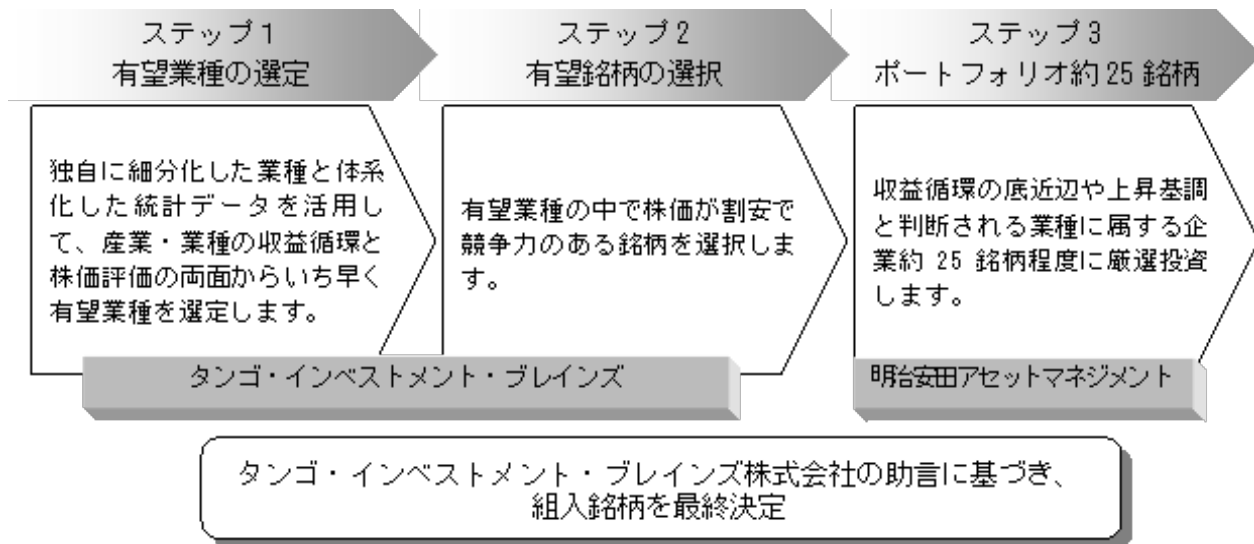 ステップ1
有望業種の選定
ステップ2
有望銘柄の選択
ステップ3
ポートフォリオ約25銘柄
独自に細分化した業種と体系
化した統計データを活用し
て、産業・業種の収益循環と
株価評価の両面からいち早く
有望業種を選定します。
有望業種の中で株価が割安で
競争力のある銘柄を選択しま
す。
収益循環の底近辺や上昇基調
と判断される業種に属する企
業約 25 銘柄程度に厳選投資
します。
タンゴ・インベストメント・ブレインズ
明治安田アセットマネジメント
タンゴ・インベストメント・ブレインズ株式会社の助言に基づき、
組入銘柄を最終決定